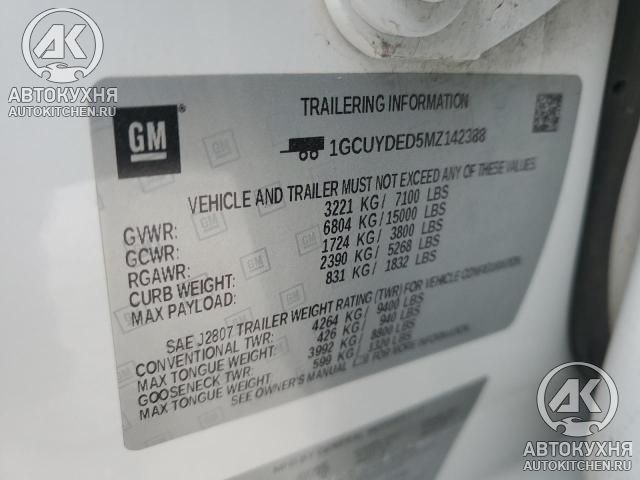 AK
АВТОКУХНЯ
AUTOKITCHEN.RU
GM
TRAILERING INFORMATION
1GCUYDED5MZ142388
VEHICLE AND TRAILER MUST NOT EXCEED ANY OF THESE VALUES.
GVWR: 3221 KG/ 7100 LBS
GCWR: 6804 KG/15000 LBS
RGAWR: 1724 KG/ 3800 LBS
CURB WEIGHT: 2390 KG/ 5268 LBS
MAX PAYLOAD: 831 KG/ 1832 LBS
SAE J2807 TRAILER WEIGHT RATING (TWR) FOR VEHICLE CONFIGURATION.
CONVENTIONAL TWR: 4264 KG/ 9400 LBS
MAX TONGUE WEIGHT: 426 KG/ 940 LBS
GOOSENECK TWR: 3992 KG/ 8800 LBS
MAX TONGUE WEIGHT: 599 KG/ 1320 LBS
SEE OWNER'S MANUAL FOR MORE INFORMATION.
AK
АВТОКУХНЯ
AUTOKITCHEN.RU